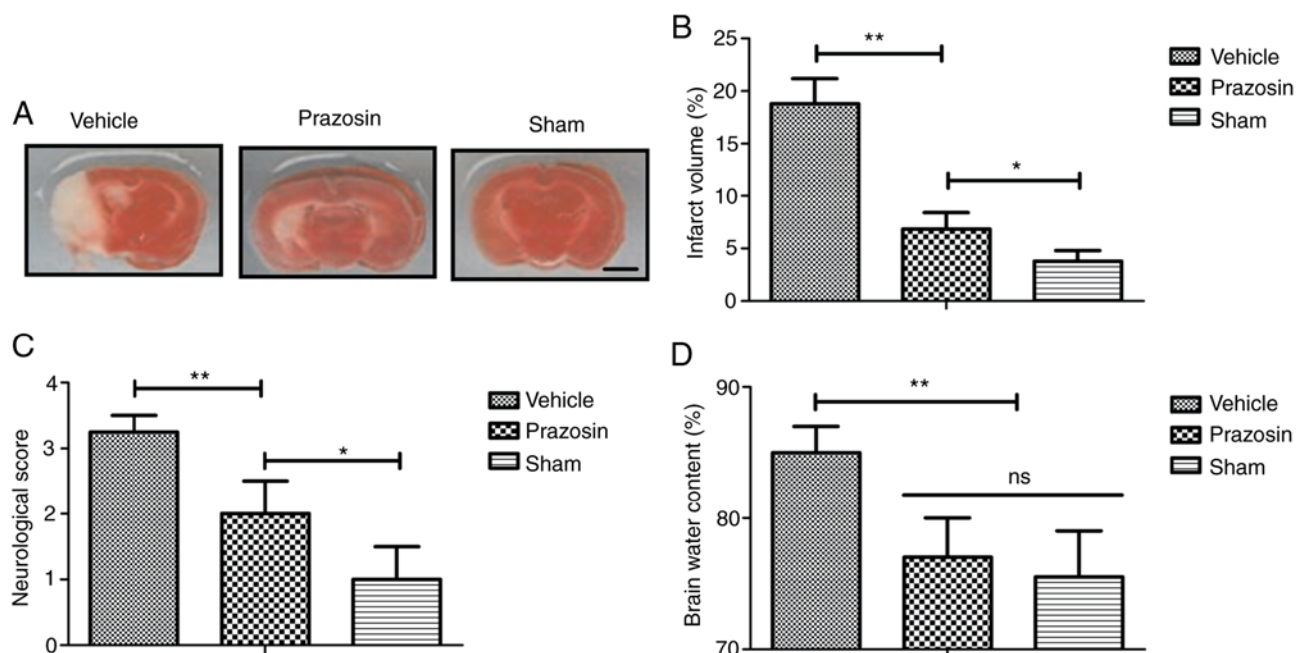 A
Vehicle
Prazosin
Sham
B
Infarct volume (%)
25
20
15
10
5
0
**
*
Vehicle
Prazosin
Sham
C
Neurological score
4
3
2
1
0
**
*
Vehicle
Prazosin
Sham
D
Brain water content (%)
90
80
70
**
ns
Vehicle
Prazosin
Sham